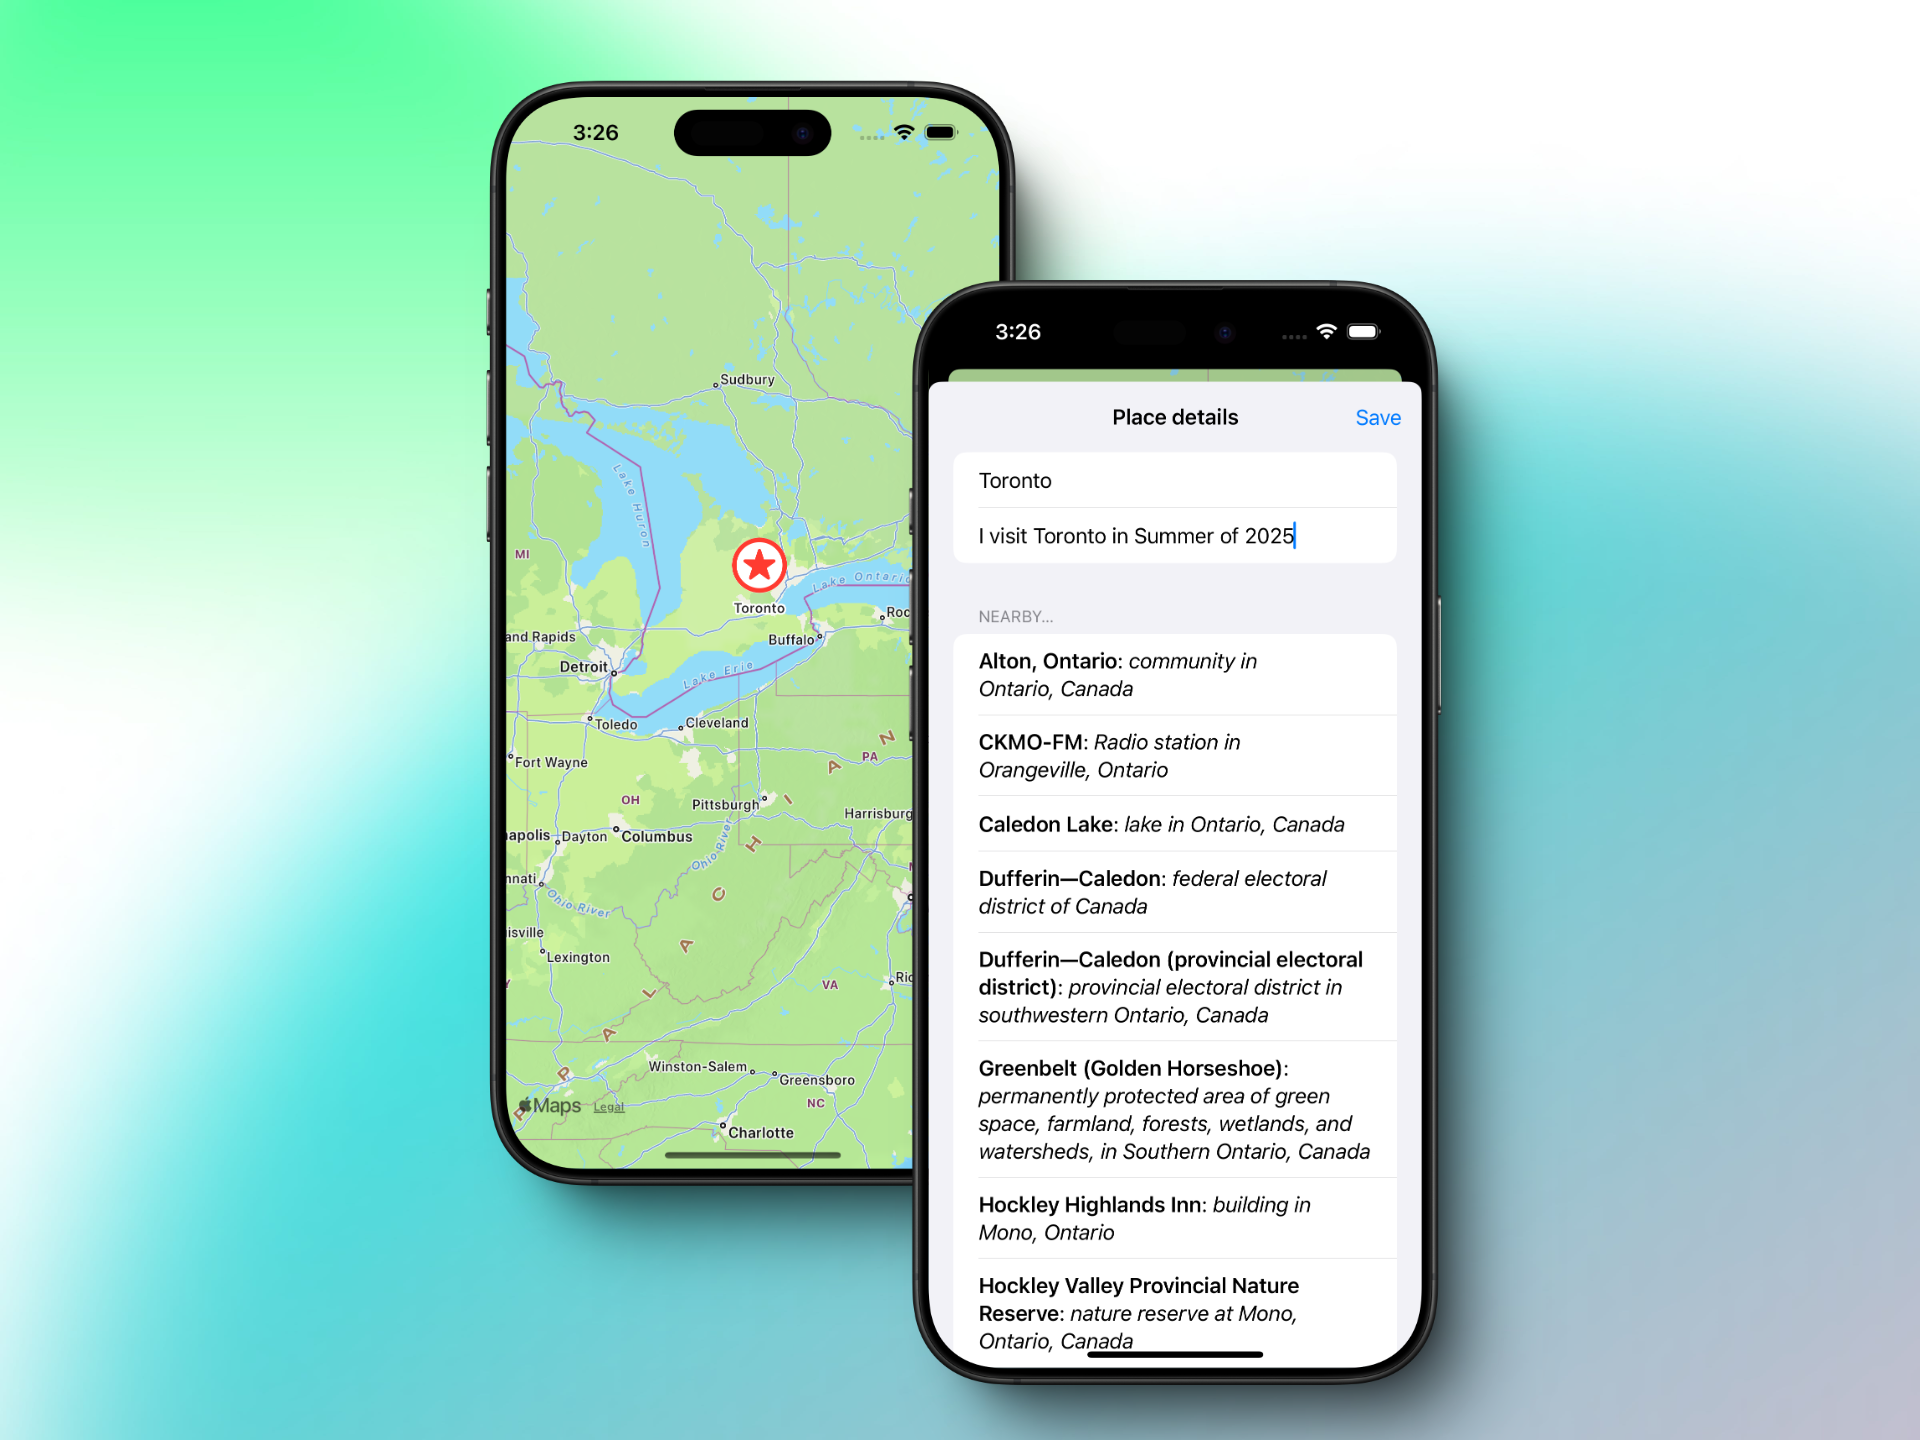 3:26
Sudbury
Lake Huron
MI
Toronto
Lake Ontario
Roc
and Rapids
Buffalo
Detroit
Lake Erie
Toledo
Cleveland
Fort Wayne
PA
OH
Pittsburgh
Harrisburg
apolis
Dayton
Columbus
Ohio River
nnati
Ohio River
isville
Lexington
VA
Ric
P P A L A C H I A N
Winston-Salem
Greensboro
NC
Maps
Legal
Charlotte
3:26
Place details
Save
Toronto
I visit Toronto in Summer of 2025
NEARBY...
Alton, Ontario: community in
Ontario, Canada
CKMO-FM: Radio station in
Orangeville, Ontario
Caledon Lake: lake in Ontario, Canada
Dufferin—Caledon: federal electoral
district of Canada
Dufferin—Caledon (provincial electoral
district): provincial electoral district in
southwestern Ontario, Canada
Greenbelt (Golden Horseshoe):
permanently protected area of green
space, farmland, forests, wetlands, and
watersheds, in Southern Ontario, Canada
Hockley Highlands Inn: building in
Mono, Ontario
Hockley Valley Provincial Nature
Reserve: nature reserve at Mono,
Ontario, Canada